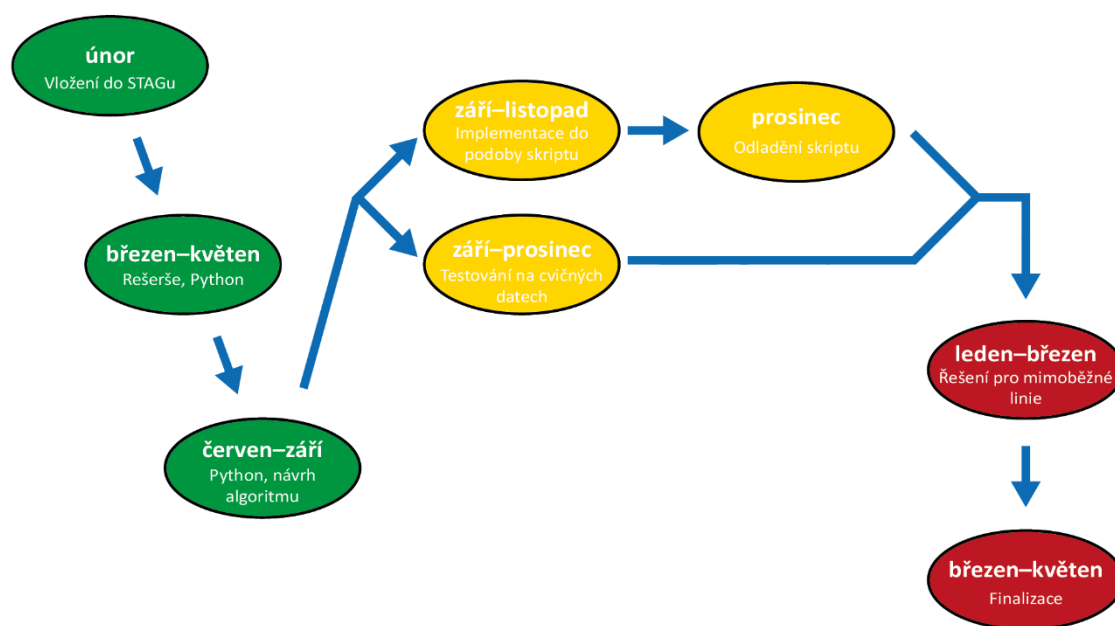 únor
Vložení do STAGu
březen–květen
Rešerše, Python
červen–září
Python, návrh
algoritmu
září–listopad
Implementace do
podoby skriptu
prosinec
Odladění skriptu
září–prosinec
Testování na cvičných
datech
leden–březen
Řešení pro mimoběžné
linie
březen–květen
Finalizace